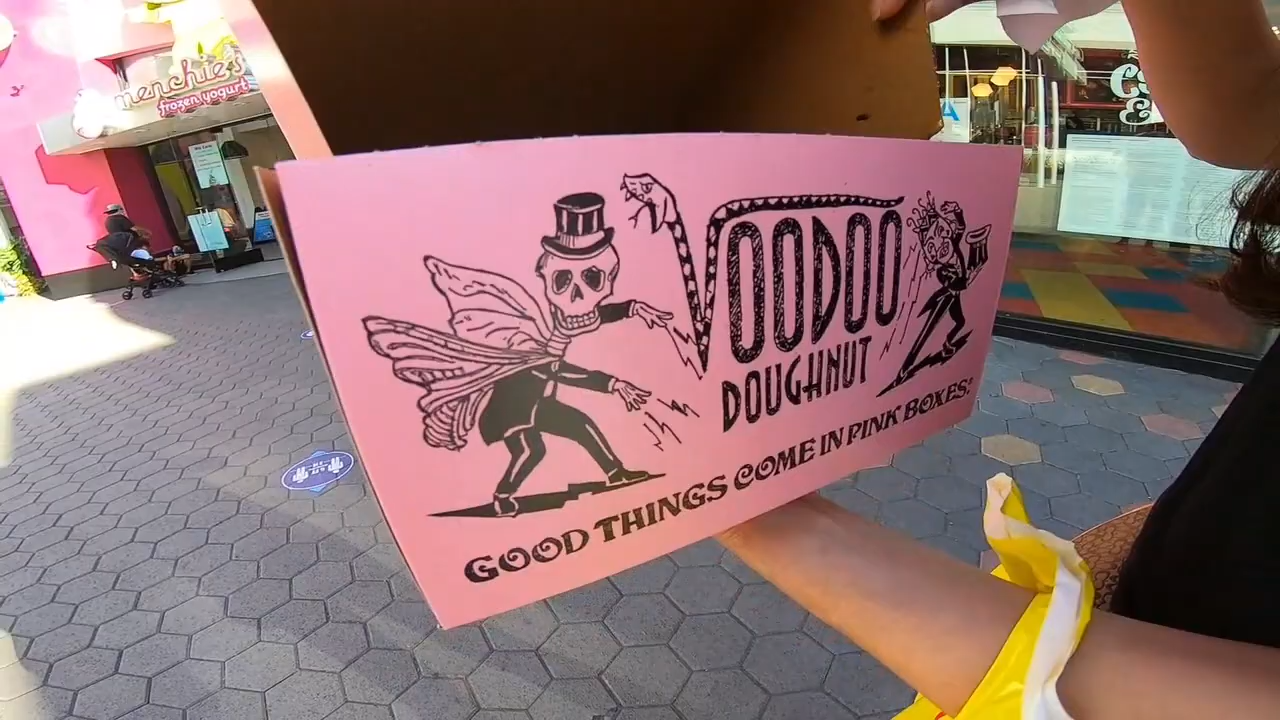 menchie's
frozen yogurt
VOODOO
DOUGHNUT
GOOD THINGS COME IN PINK BOXES!
A